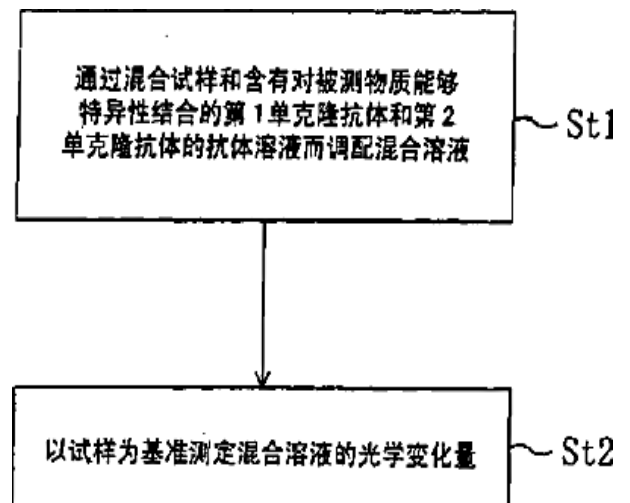 通过混合试样和含有对被测物质能够
特异性结合的第1单克隆抗体和第2
单克隆抗体的抗体溶液而调配混合溶液
St1
以试样为基准测定混合溶液的光学变化量
St2